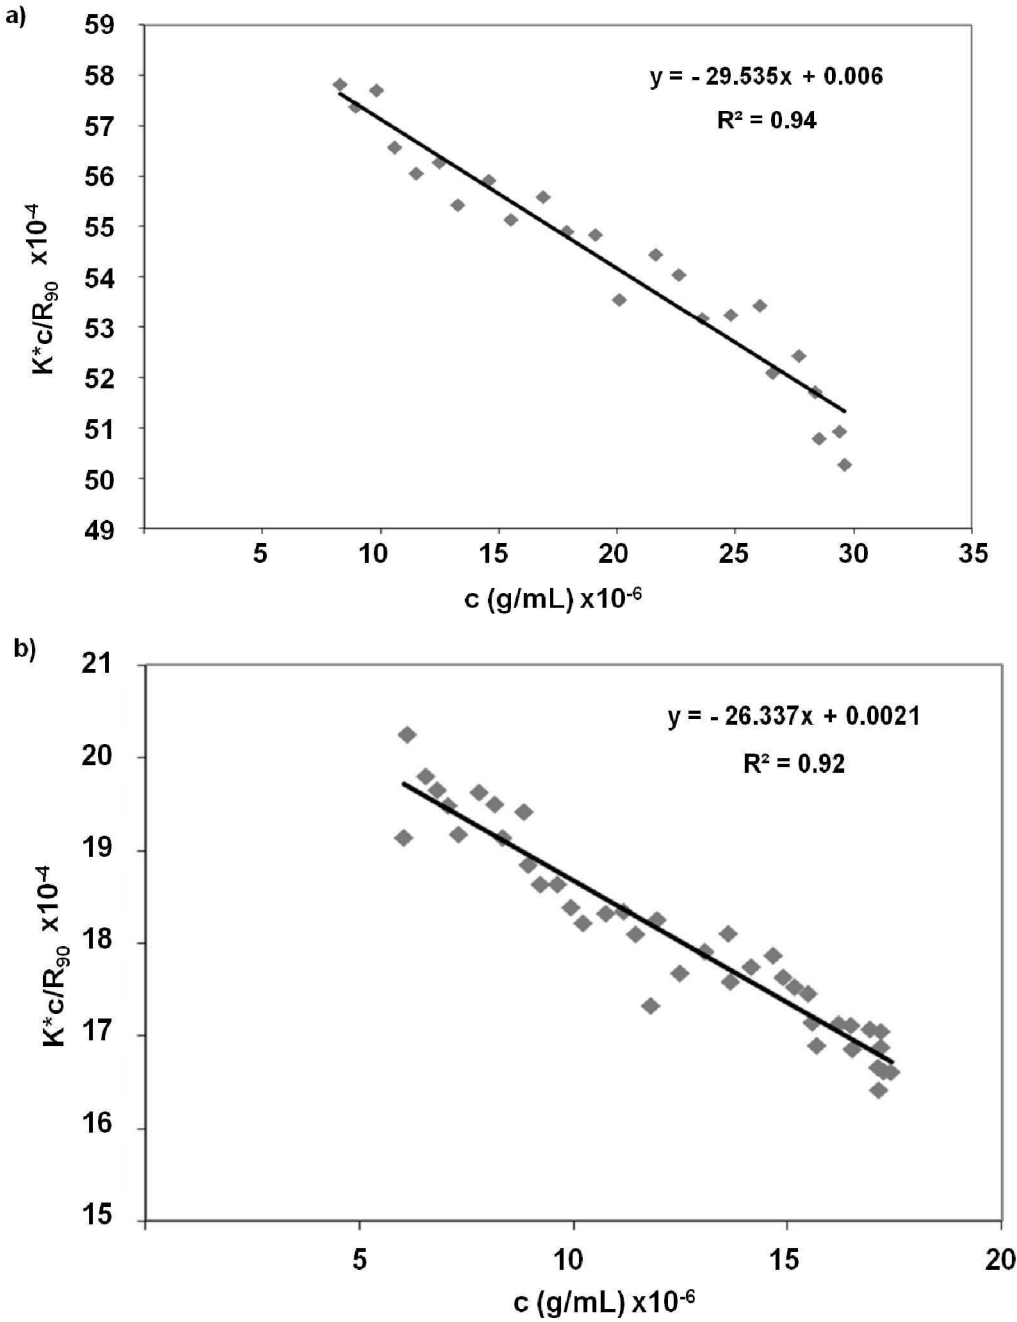 a)
59
58
57
56
55
54
53
52
51
50
49
K*c/R₉₀ x10⁻⁴
y = - 29.535x + 0.006
R² = 0.94
5 10 15 20 25 30 35
c (g/mL) x10⁻⁶
b)
21
20
19
18
17
16
15
K*c/R₉₀ x10⁻⁴
y = - 26.337x + 0.0021
R² = 0.92
5 10 15 20
c (g/mL) x10⁻⁶